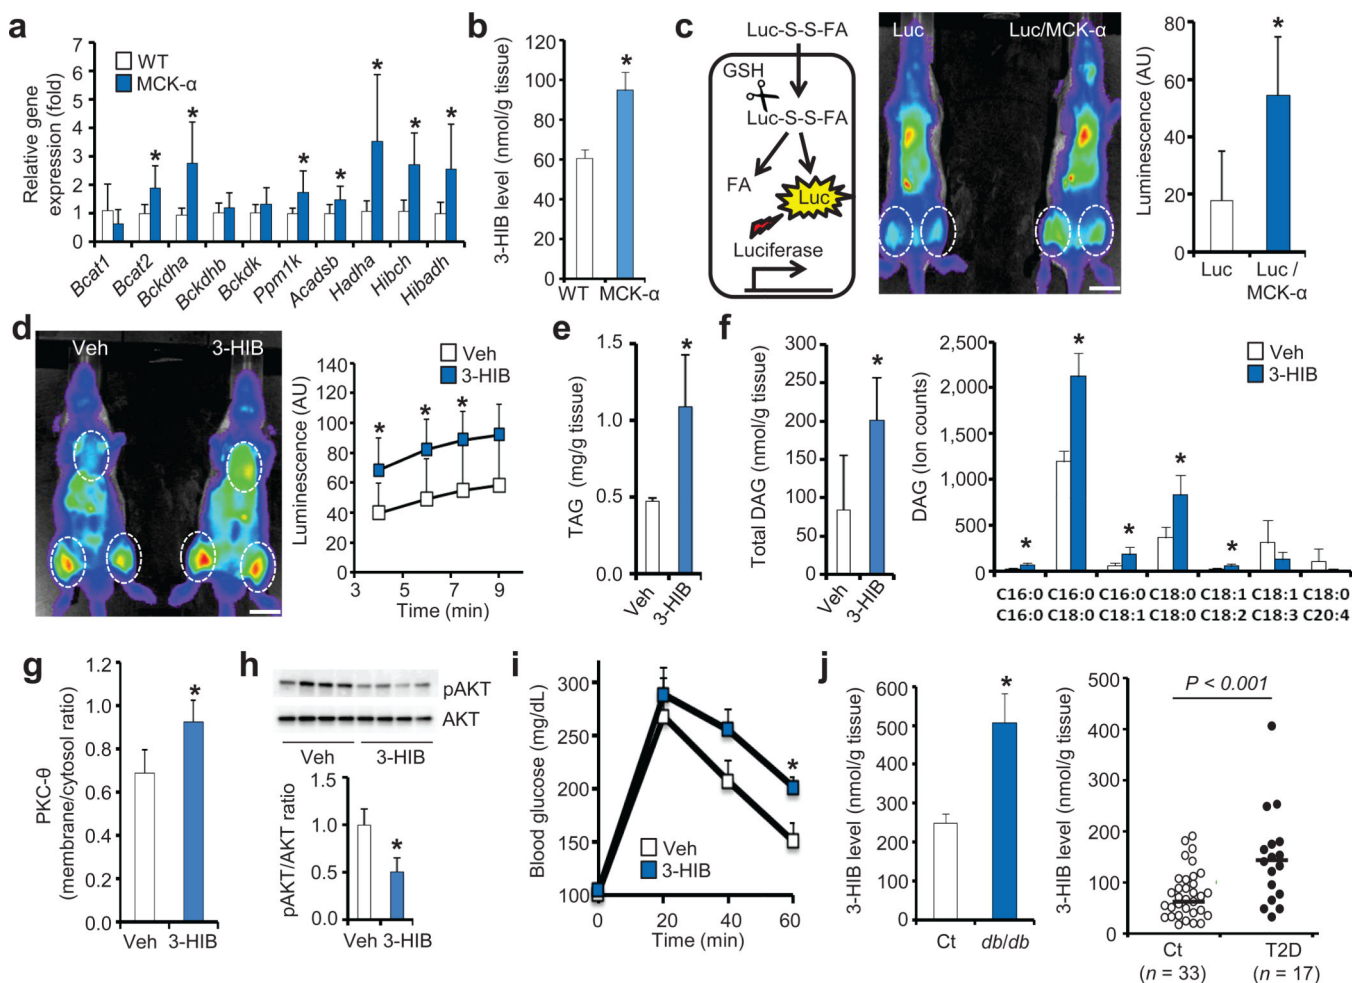 a
Relative gene
expression (fold)
7
6
5
4
3
2
1
0
WT
MCK-α
*
*
*
*
*
*
*
Bcat1
Bcat2
Bckdha
Bckdhb
Bckdk
Ppm1k
Acadsb
Hadha
Hibch
Hibadh
b
3-HIB level (nmol/g tissue)
120
100
80
60
40
20
0
*
WT MCK-α
c
Luc-S-S-FA
GSH
Luc-S-S-FA
FA
Luc
Luciferase
Luc
Luc/MCK-α
Luminescence (AU)
80
60
40
20
0
*
Luc
Luc /
MCK-α
d
Veh
3-HIB
Luminescence (AU)
140
120
100
80
60
40
20
0
Veh
3-HIB
*
*
*
3 5 7 9
Time (min)
e
TAG (mg/g tissue)
1.5
1.0
0.5
0.0
*
Veh
3-HIB
f
Total DAG (nmol/g tissue)
300
250
200
150
100
50
0
*
Veh
3-HIB
DAG (Ion counts)
2,500
2,000
1,500
1,000
500
0
Veh
3-HIB
*
*
*
*
*
C16:0 C16:0 C16:0 C18:0 C18:1 C18:1 C18:0
C16:0 C18:0 C18:1 C18:0 C18:2 C18:3 C20:4
g
PKC-θ
(membrane/cytosol ratio)
1.2
1.0
0.8
0.6
0.4
0.2
0.0
*
Veh 3-HIB
h
pAKT
AKT
Veh
3-HIB
pAKT/AKT ratio
1.5
1.0
0.5
0.0
*
Veh 3-HIB
i
Blood glucose (mg/dL)
300
250
200
150
100
*
Veh
3-HIB
0 20 40 60
Time (min)
j
3-HIB level (nmol/g tissue)
600
500
400
300
200
100
0
*
Ct db/db
3-HIB level (nmol/g tissue)
500
400
300
200
100
0
P < 0.001
Ct T2D
(n = 33) (n = 17)